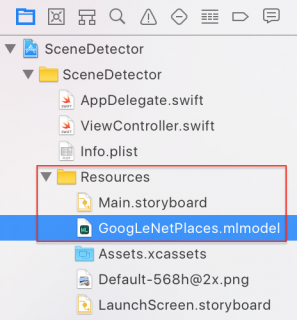 SceneDetector
SceneDetector
AppDelegate.swift
ViewController.swift
Info.plist
Resources
Main.storyboard
GoogLeNetPlaces.mlmodel
Assets.xcassets
Default-568h@2x.png
LaunchScreen.storyboard